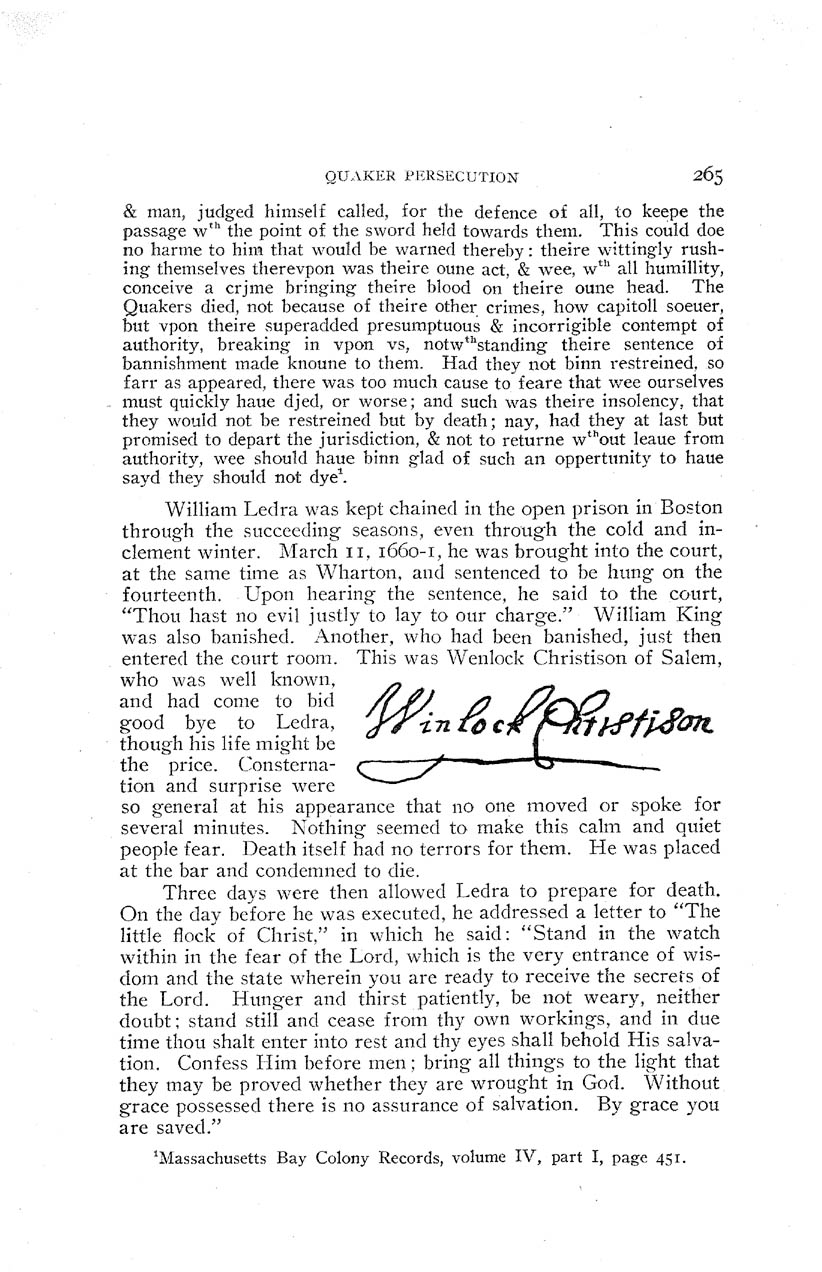 QUAKER PERSECUTION 265
& man, judged himself called, for the defence of all, to keepe the
passage wth the point of the sword held towards them. This could doe
no harme to him that would be warned thereby: theire wittingly rush-
ing themselves therevpon was theire oune act, & wee, wth all humillity,
conceive a crjme bringing theire blood on theire oune head. The
Quakers died, not because of theire other crimes, how capitoll soeuer,
but vpon theire superadded presumptuous & incorrigible contempt of
authority, breaking in vpon vs, notwthstanding theire sentence of
bannishment made knoune to them. Had they not binn restreined, so
farr as appeared, there was too much cause to feare that wee ourselves
must quickly haue djed, or worse; and such was theire insolency, that
they would not be restreined but by death; nay, had they at last but
promised to depart the jurisdiction, & not to returne wthout leaue from
authority, wee should haue binn glad of such an oppertunity to haue
sayd they should not dye¹.
William Ledra was kept chained in the open prison in Boston
through the succeeding seasons, even through the cold and in-
clement winter. March 11, 1660-1, he was brought into the court,
at the same time as Wharton, and sentenced to be hung on the
fourteenth. Upon hearing the sentence, he said to the court,
“Thou hast no evil justly to lay to our charge.” William King
was also banished. Another, who had been banished, just then
entered the court room. This was Wenlock Christison of Salem,
who was well known,
and had come to bid
good bye to Ledra,
though his life might be
the price. Consterna-
tion and surprise were
Winlock Christison
so general at his appearance that no one moved or spoke for
several minutes. Nothing seemed to make this calm and quiet
people fear. Death itself had no terrors for them. He was placed
at the bar and condemned to die.
Three days were then allowed Ledra to prepare for death.
On the day before he was executed, he addressed a letter to “The
little flock of Christ,” in which he said: “Stand in the watch
within in the fear of the Lord, which is the very entrance of wis-
dom and the state wherein you are ready to receive the secrets of
the Lord. Hunger and thirst patiently, be not weary, neither
doubt; stand still and cease from thy own workings, and in due
time thou shalt enter into rest and thy eyes shall behold His salva-
tion. Confess Him before men; bring all things to the light that
they may be proved whether they are wrought in God. Without
grace possessed there is no assurance of salvation. By grace you
are saved.”
¹Massachusetts Bay Colony Records, volume IV, part I, page 451.